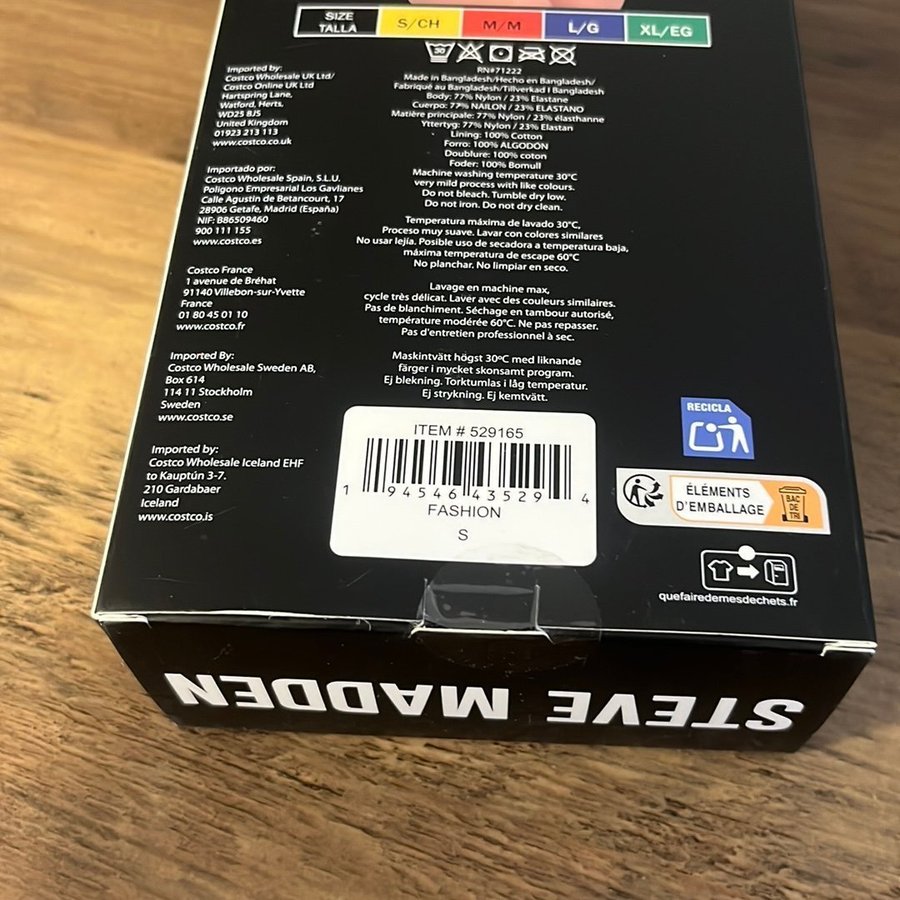 SIZE
TALLA
S/CH
M/M
L/G
XL/EG
30
RN#71222
Made in Bangladesh/Hecho en Bangladesh/
Fabriqué au Bangladesh/Tillverkad I Bangladesh
Body: 77% Nylon / 23% Elastane
Cuerpo: 77% NAILON / 23% ELASTANO
Matière principale: 77% Nylon / 23% élasthanne
Yttertyg: 77% Nylon / 23% Elastan
Lining: 100% Cotton
Forro: 100% ALGODÓN
Doublure: 100% coton
Foder: 100% Bomull
Machine washing temperature 30°C
very mild process with like colours.
Do not bleach. Tumble dry low.
Do not iron. Do not dry clean.
Temperatura máxima de lavado 30°C,
Proceso muy suave. Lavar con colores similares
No usar lejía. Posible uso de secadora a temperatura baja,
máxima temperatura de escape 60°C
No planchar. No limpiar en seco.
Lavage en machine max,
cycle très délicat. Laver avec des couleurs similaires.
Pas de blanchiment. Séchage en tambour autorisé,
température modérée 60°C. Ne pas repasser.
Pas d'entretien professionnel à sec.
Maskintvätt högst 30ºC med liknande
färger i mycket skonsamt program.
Ej blekning. Torktumlas i låg temperatur.
Ej strykning. Ej kemtvätt.
Imported by:
Costco Wholesale UK Ltd/
Costco Online UK Ltd
Hartspring Lane,
Watford, Herts,
WD25 8JS
United Kingdom
01923 213 113
www.costco.co.uk
Importado por:
Costco Wholesale Spain, S.L.U.
Poligono Empresarial Los Gavlianes
Calle Agustin de Betancourt, 17
28906 Getafe, Madrid (España)
NIF: B86509460
900 111 155
www.costco.es
Costco France
1 avenue de Bréhat
91140 Villebon-sur-Yvette
France
01 80 45 01 10
www.costco.fr
Imported By:
Costco Wholesale Sweden AB,
Box 614
114 11 Stockholm
Sweden
www.costco.se
Imported by:
Costco Wholesale Iceland EHF
to Kauptún 3-7.
210 Gardabaer
Iceland
www.costco.is
ITEM # 529165
1 94546 43529 4
FASHION
S
RECICLA
ÉLÉMENTS
D'EMBALLAGE
BAC
DE
TRI
quefairedemesdechets.fr
STEVE MADDEN